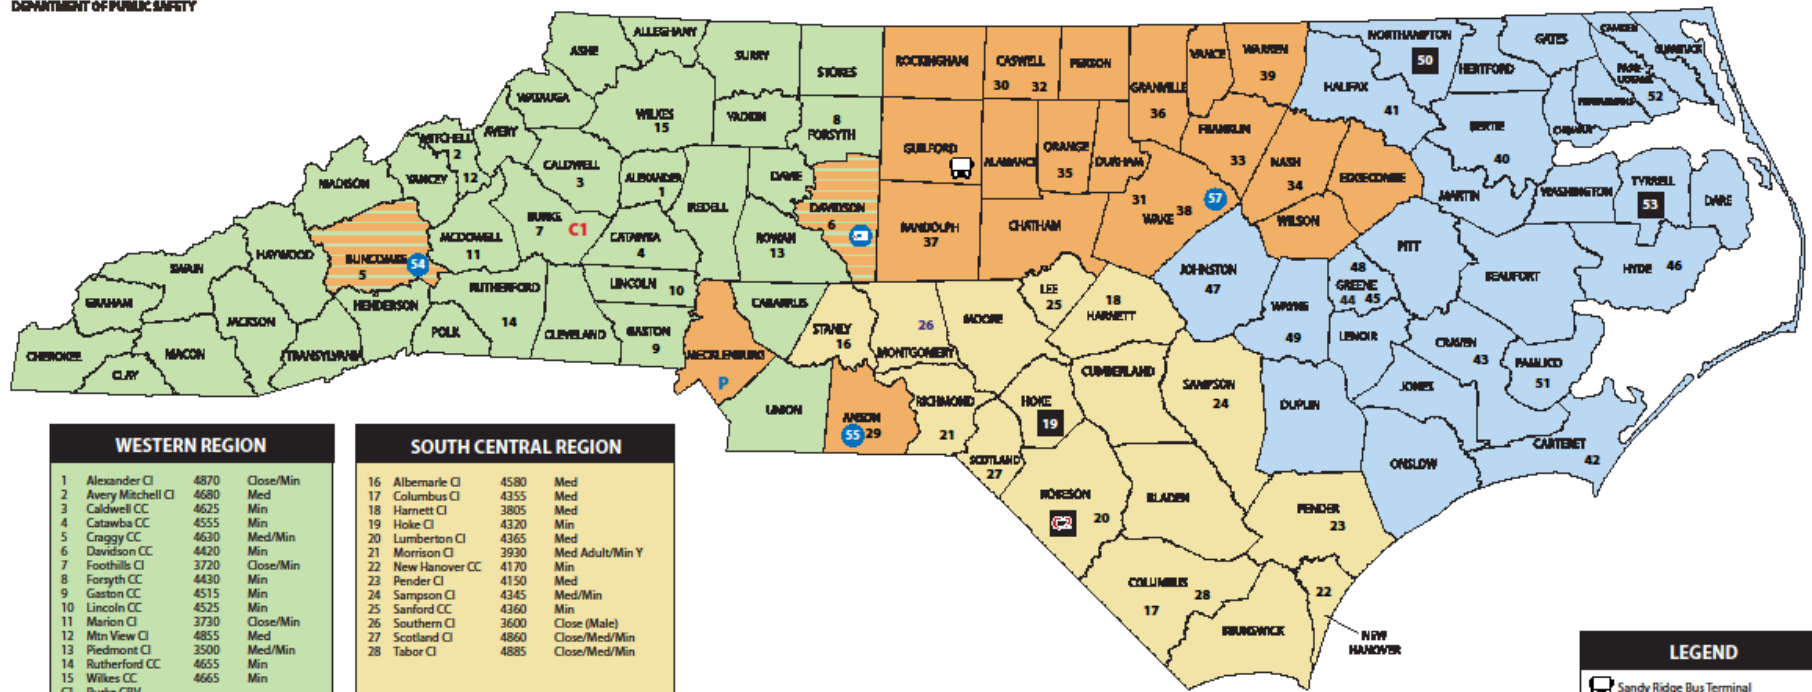 DEPARTMENT OF PUBLIC SAFETY
ASHE
ALLEGHANY
SURRY
STOKES
ROCKINGHAM
CASWELL
30 32
PERSON
GRANVILLE
36
VANCE
WARREN
39
NORTHAMPTON
50
GATES
CAMDEN
CURRITUCK
HERTFORD
PASQUOTANK
52
PERQUIMANS
CHOWAN
HALIFAX
41
WATAUGA
WILKES
15
YADKIN
8
FORSYTH
GUILFORD
ALAMANCE
ORANGE
35
DURHAM
FRANKLIN
33
NASH
34
EDGECOMBE
BERTIE
40
MITCHELL
2
AVERY
CALDWELL
3
ALEXANDER
1
IREDELL
DAVIE
DAVIDSON
6
MADISON
YANCEY
12
BURKE
7
C1
CATAWBA
4
ROWAN
13
RANDOLPH
37
CHATHAM
31
WAKE
38
57
WILSON
MARTIN
WASHINGTON
TYRRELL
53
DARE
HAYWOOD
BUNCOMBE
5
54
MCDOWELL
11
SWAIN
RUTHERFORD
14
LINCOLN
10
CABARRUS
STANLY
16
26
MONTGOMERY
MOORE
LEE
25
18
HARNETT
JOHNSTON
47
WAYNE
49
48
GREENE
44 45
PITT
BEAUFORT
HYDE 46
GRAHAM
JACKSON
HENDERSON
POLK
CLEVELAND
GASTON
9
MECKLENBURG
P
CHEROKEE
CLAY
MACON
TRANSYLVANIA
UNION
ANSON
55 29
RICHMOND
21
HOKE
19
CUMBERLAND
SAMPSON
24
DUPLIN
LENOIR
CRAVEN
43
PAMLICO
51
JONES
CARTERET
42
ONSLOW
SCOTLAND
27
ROBESON
C2
20
BLADEN
PENDER
23
COLUMBUS
17
28
BRUNSWICK
22
NEW
HANOVER
WESTERN REGION
1 Alexander CI 4870 Close/Min
2 Avery Mitchell CI 4680 Med
3 Caldwell CC 4625 Min
4 Catawba CC 4555 Min
5 Craggy CC 4630 Med/Min
6 Davidson CC 4420 Min
7 Foothills CI 3720 Close/Min
8 Forsyth CC 4430 Min
9 Gaston CC 4515 Min
10 Lincoln CC 4525 Min
11 Marion CI 3730 Close/Min
12 Mtn View CI 4855 Med
13 Piedmont CI 3500 Med/Min
14 Rutherford CC 4655 Min
15 Wilkes CC 4665 Min
C1 Burke CRV
SOUTH CENTRAL REGION
16 Albemarle CI 4580 Med
17 Columbus CI 4355 Med
18 Harnett CI 3805 Med
19 Hoke CI 4320 Min
20 Lumberton CI 4365 Med
21 Morrison CI 3930 Med Adult/Min Y
22 New Hanover CC 4170 Min
23 Pender CI 4150 Med
24 Sampson CI 4345 Med/Min
25 Sanford CC 4360 Min
26 Southern CI 3600 Close (Male)
27 Scotland CI 4860 Close/Med/Min
28 Tabor CI 4885 Close/Med/Min
LEGEND
Sandy Ridge Bus Terminal